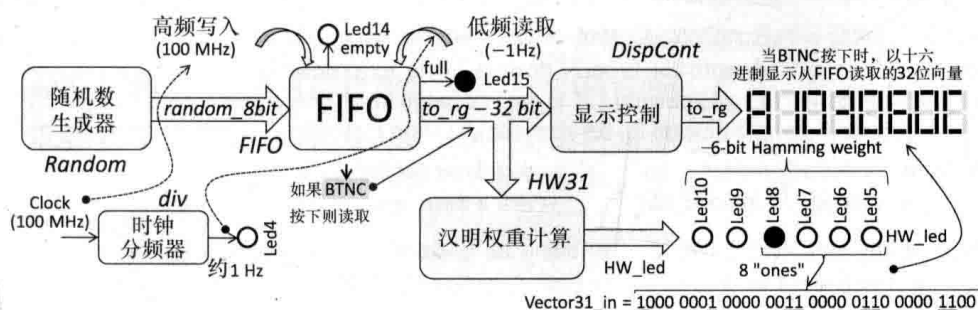 高频写入
(100 MHz)
Led14
empty
低频读取
(−1Hz)
full
Led15
DispCont
当BTNC按下时，以十六
进制显示从FIFO读取的32位向量
随机数
生成器
random_8bit
FIFO
to_rg − 32 bit
显示控制
to_rg
8103060C
Random
FIFO
−6-bit Hamming weight
Clock
(100 MHz)
div
时钟
分频器
Led4
约1 Hz
如果 BTNC
按下则读取
HW31
汉明权重计算
HW_led
Led10
Led9
Led8
Led7
Led6
Led5
HW_led
8 "ones"
Vector31_in = 1000 0001 0000 0011 0000 0110 0000 1100